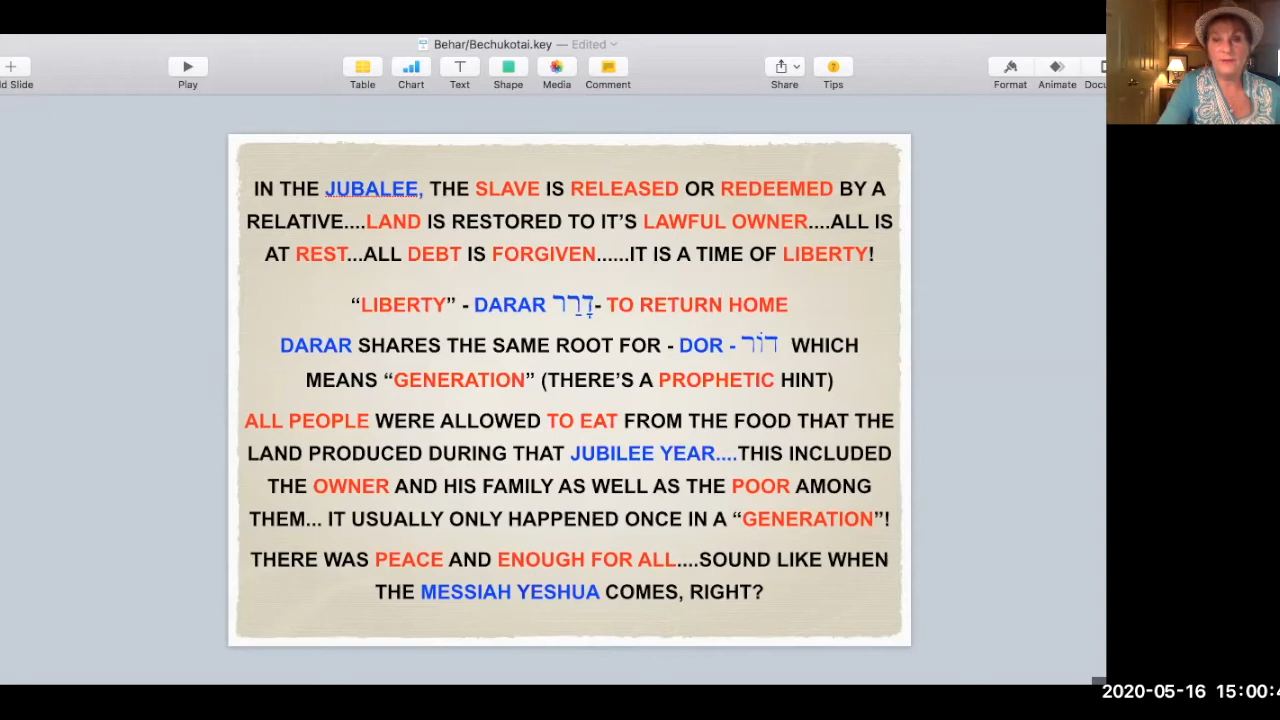 Behar/Bechukotai.key — Edited
d Slide
Play
Table
Chart
Text
Shape
Media
Comment
Share
Tips
Format
Animate
Docu
IN THE JUBALEE, THE SLAVE IS RELEASED OR REDEEMED BY A
RELATIVE....LAND IS RESTORED TO IT'S LAWFUL OWNER....ALL IS
AT REST...ALL DEBT IS FORGIVEN......IT IS A TIME OF LIBERTY!
“LIBERTY” - DARAR דָרַר- TO RETURN HOME
DARAR SHARES THE SAME ROOT FOR - DOR - דוֹר WHICH
MEANS “GENERATION” (THERE'S A PROPHETIC HINT)
ALL PEOPLE WERE ALLOWED TO EAT FROM THE FOOD THAT THE
LAND PRODUCED DURING THAT JUBILEE YEAR....THIS INCLUDED
THE OWNER AND HIS FAMILY AS WELL AS THE POOR AMONG
THEM... IT USUALLY ONLY HAPPENED ONCE IN A “GENERATION”!
THERE WAS PEACE AND ENOUGH FOR ALL....SOUND LIKE WHEN
THE MESSIAH YESHUA COMES, RIGHT?
2020-05-16 15:00:4